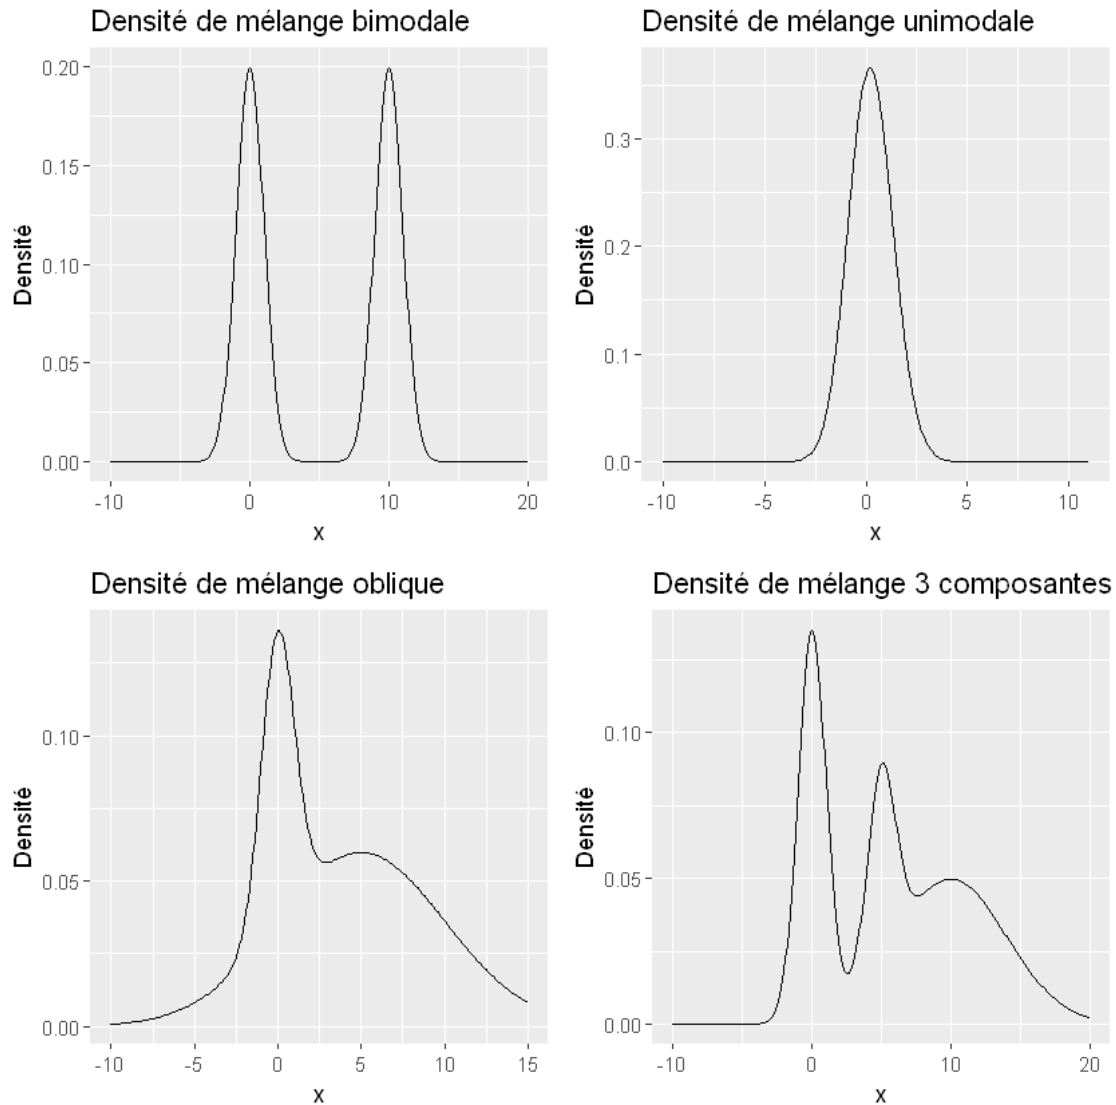 Densité de mélange bimodale
Densité
0.20
0.15
0.10
0.05
0.00
-10 0 10 20
x
Densité de mélange unimodale
Densité
0.3
0.2
0.1
0.0
-10 -5 0 5 10
x
Densité de mélange oblique
Densité
0.10
0.05
0.00
-10 -5 0 5 10 15
x
Densité de mélange 3 composantes
Densité
0.10
0.05
0.00
-10 0 10 20
x